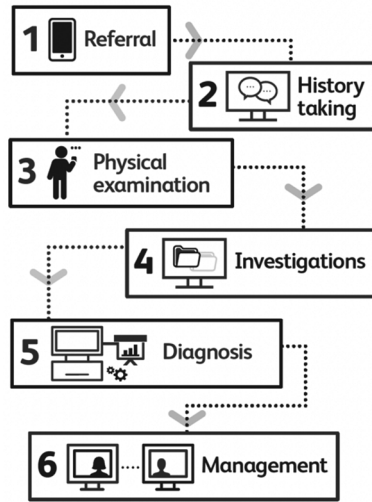 1 Referral
2 History
taking
3 Physical
examination
4 Investigations
5 Diagnosis
6 Management